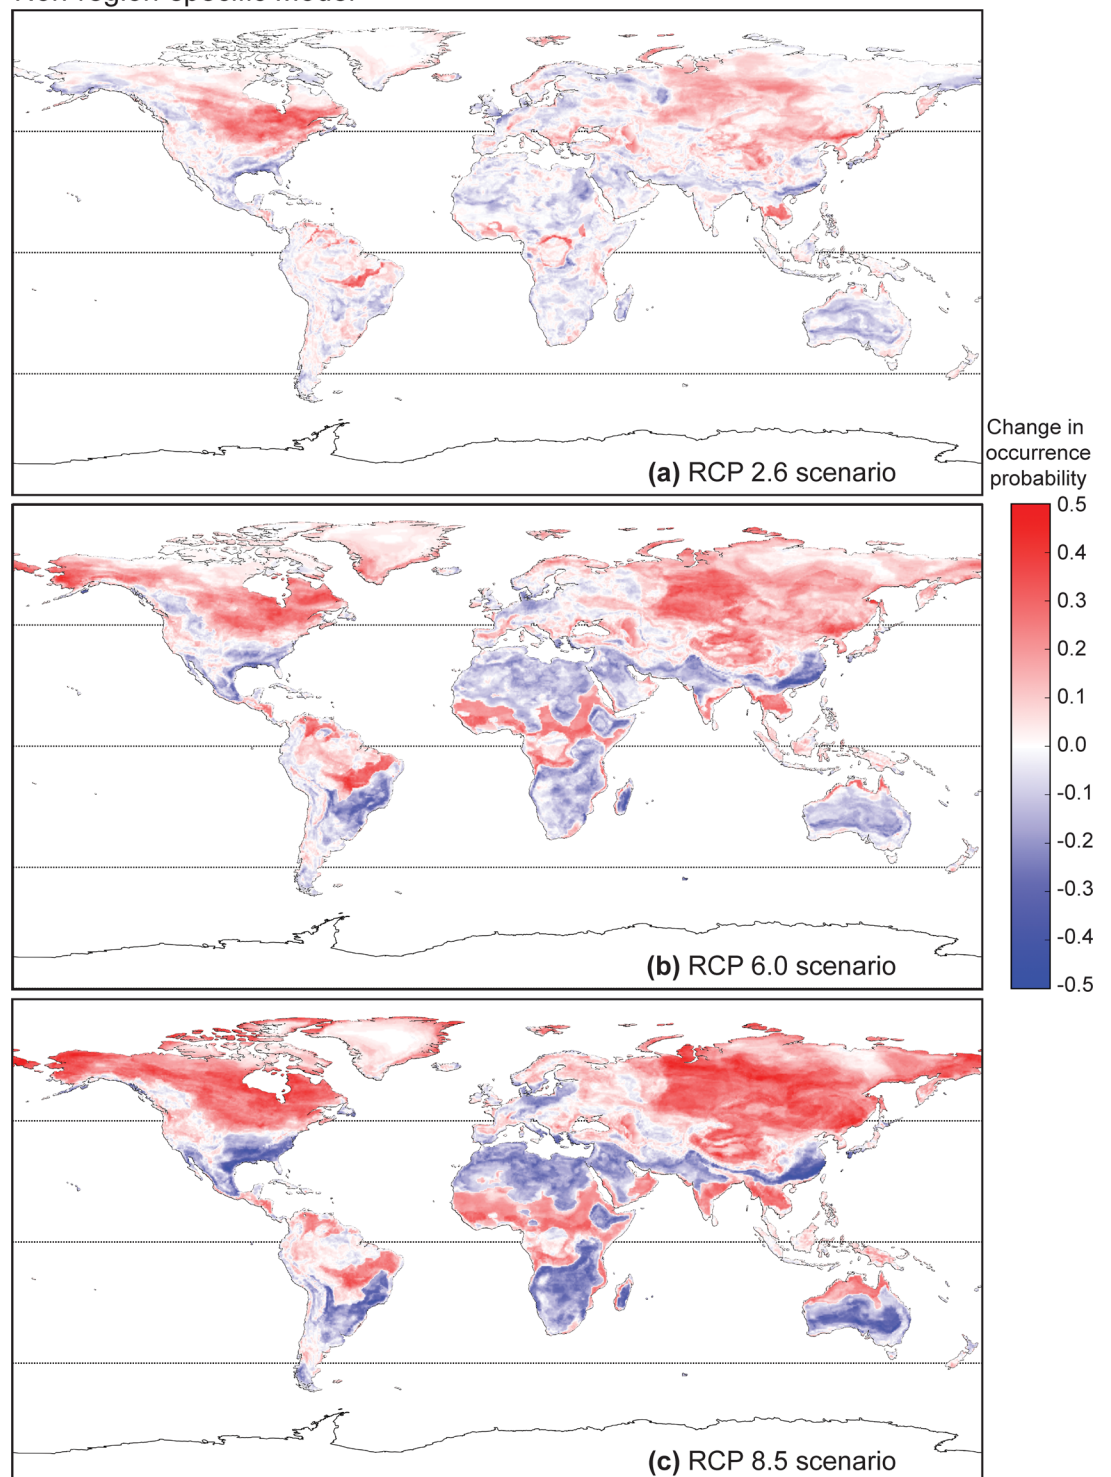 (a) RCP 2.6 scenario
Change in
occurrence
probability
0.5
0.4
0.3
0.2
0.1
0.0
-0.1
-0.2
-0.3
-0.4
-0.5
(b) RCP 6.0 scenario
(c) RCP 8.5 scenario